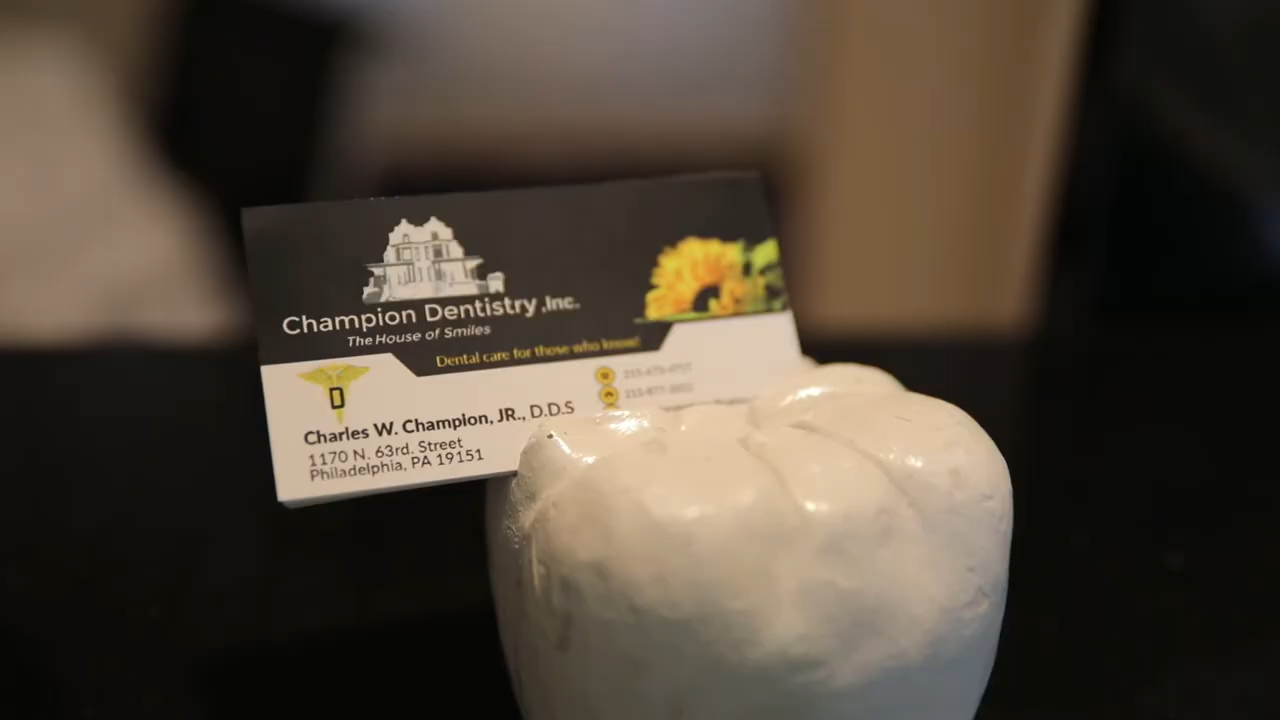 Champion Dentistry ,Inc.
The House of Smiles
Dental care for those who know!
D
Charles W. Champion, JR., D.D.S
1170 N. 63rd. Street
Philadelphia, PA 19151